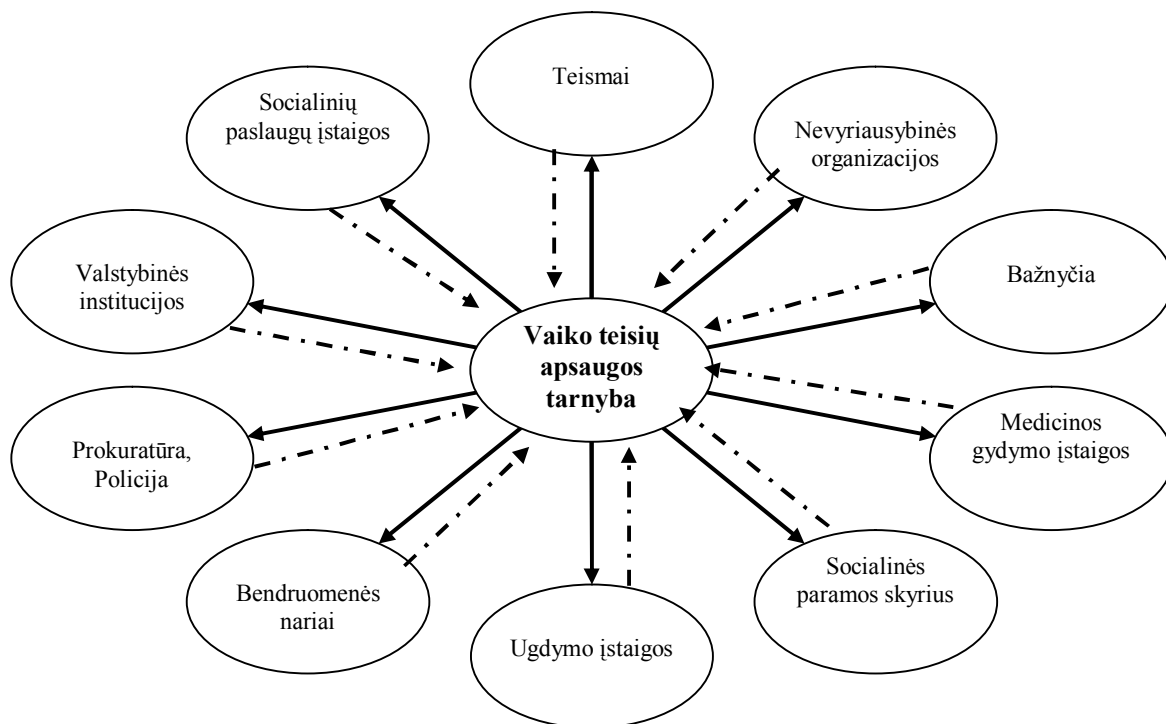 Teismai
Socialinių
paslaugų įstaigos
Nevyriausybinės
organizacijos
Valstybinės
institucijos
Bažnyčia
Vaiko teisių
apsaugos
tarnyba
Prokuratūra,
Policija
Medicinos
gydymo įstaigos
Bendruomenės
nariai
Socialinės
paramos skyrius
Ugdymo įstaigos